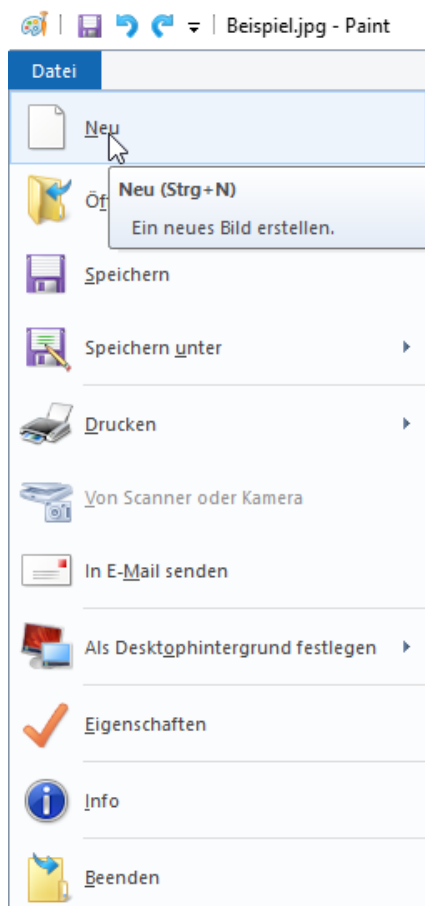 Beispiel.jpg - Paint
Datei
Neu
Neu (Strg+N)
Öf
Ein neues Bild erstellen.
Speichern
Speichern unter
Drucken
Von Scanner oder Kamera
In E-Mail senden
Als Desktophintergrund festlegen
Eigenschaften
Info
Beenden